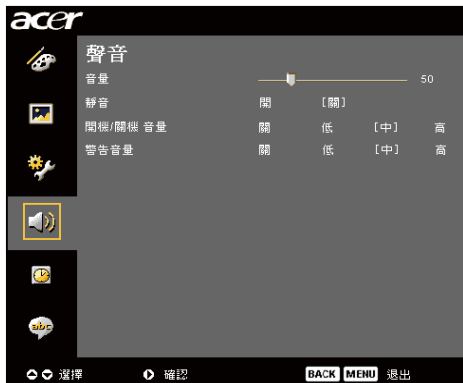 acer
聲音
音量 50
靜音 開 [關]
開機/關機 音量 關 低 [中] 高
警告音量 關 低 [中] 高
abc
選擇 確認 BACK MENU 退出